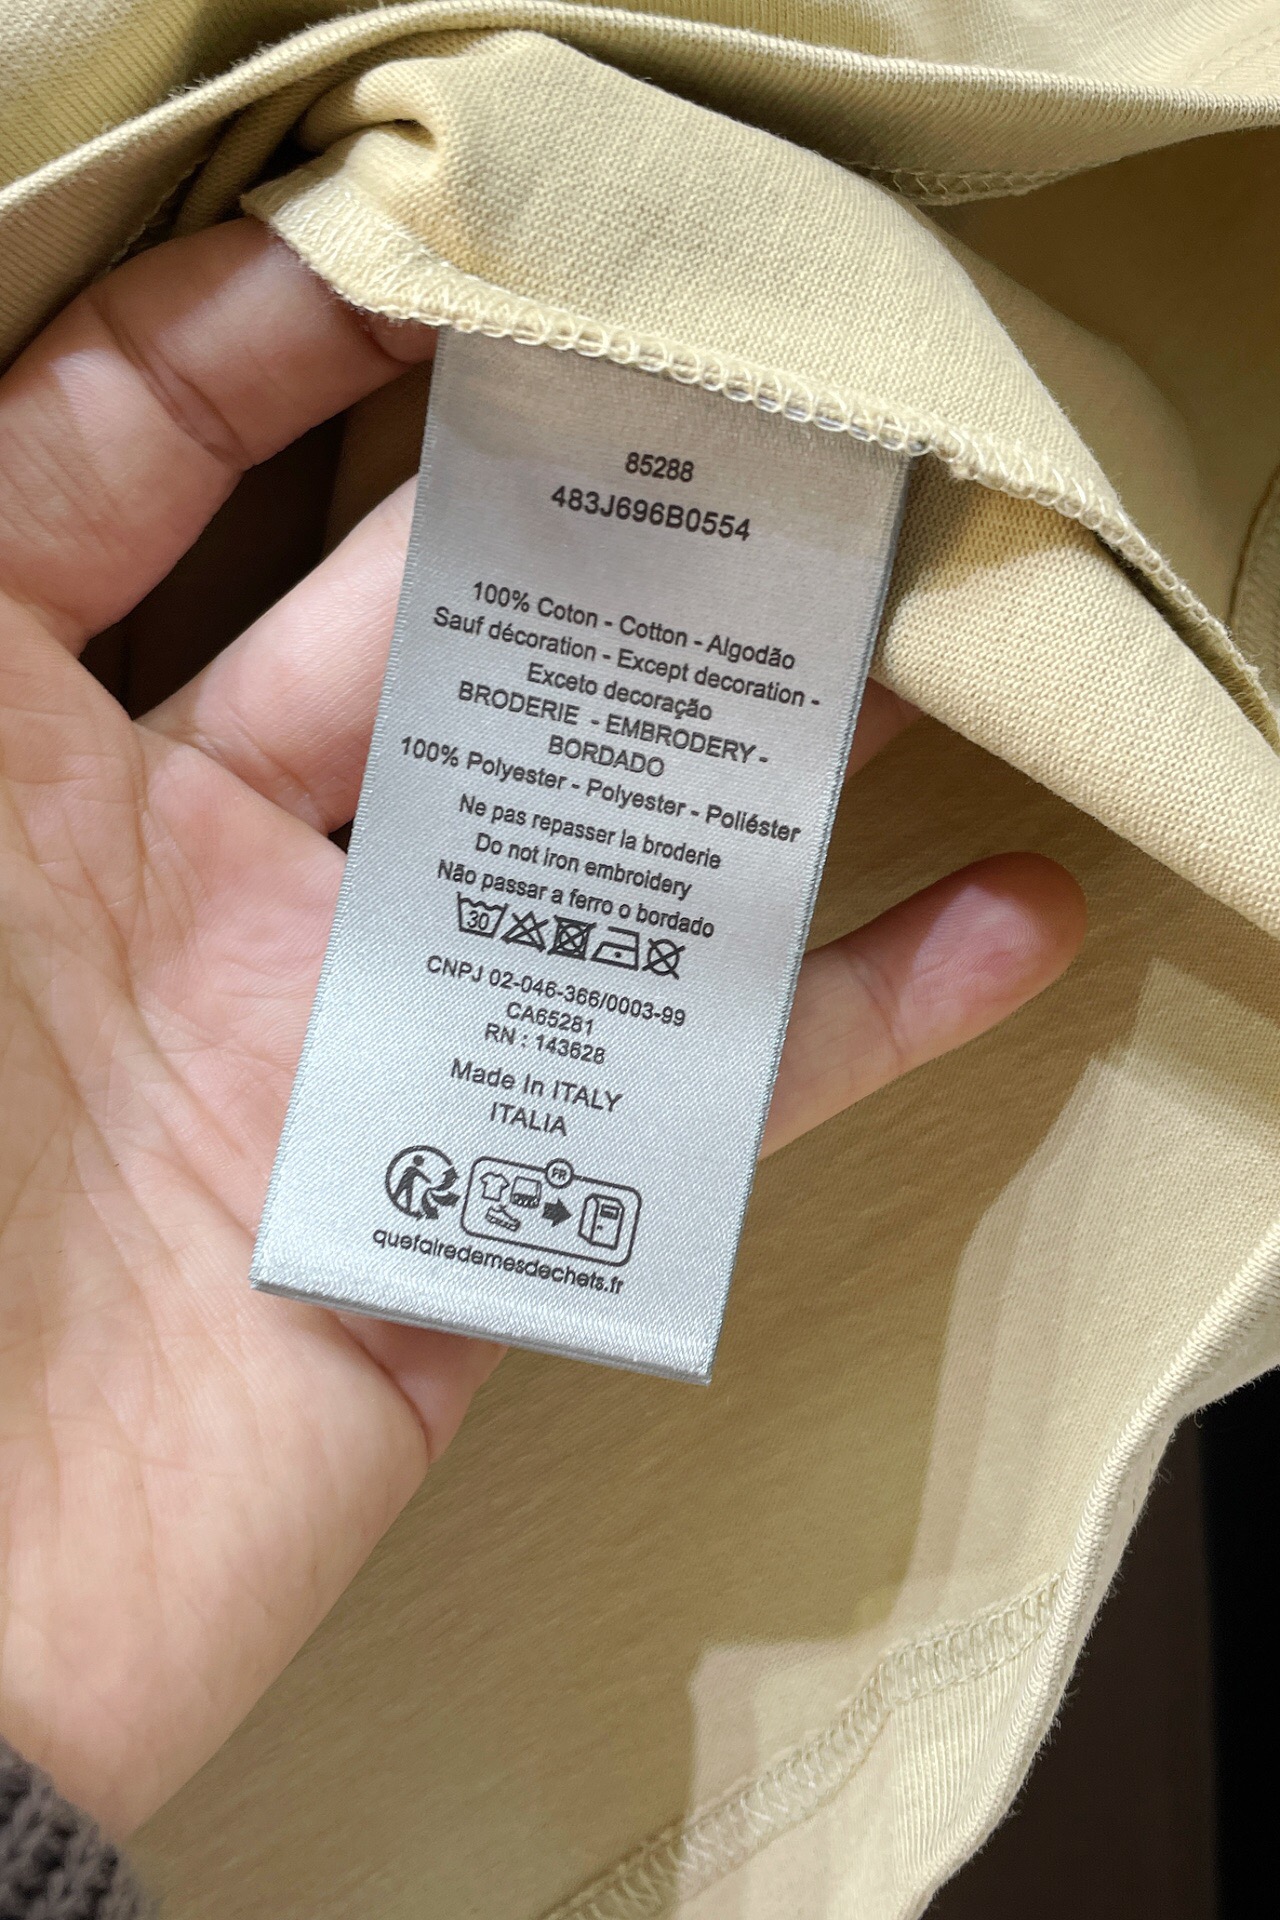 85288
483J696B0554
100% Coton - Cotton - Algodão
Sauf décoration - Except decoration -
Exceto decoração
BRODERIE - EMBRODERY -
BORDADO
100% Polyester - Polyester - Poliéster
Ne pas repasser la broderie
Do not iron embroidery
Não passar a ferro o bordado
30
CNPJ 02-046-366/0003-99
CA65281
RN : 143628
Made In ITALY
ITALIA
FR
quefairedemesdechets.fr